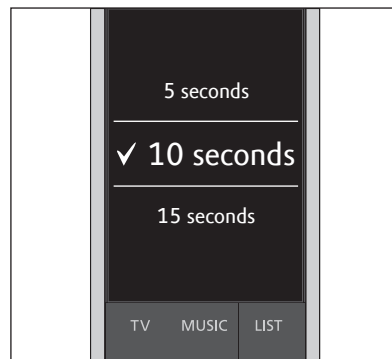 5 seconds
✓ 10 seconds
15 seconds
TV MUSIC LIST